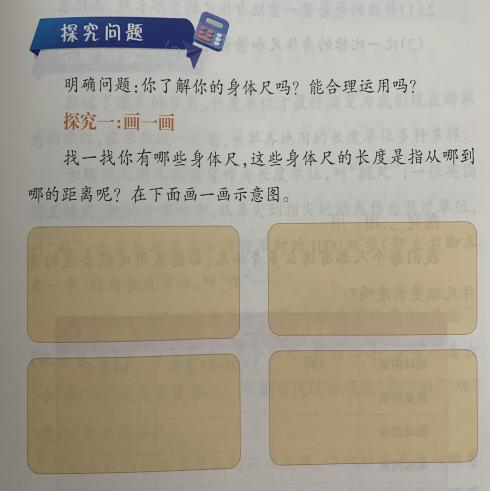 探究问题
明确问题:你了解你的身体尺吗？能合理运用吗？
探究一:画一画
找一找你有哪些身体尺,这些身体尺的长度是指从哪到
哪的距离呢？在下面画一画示意图。